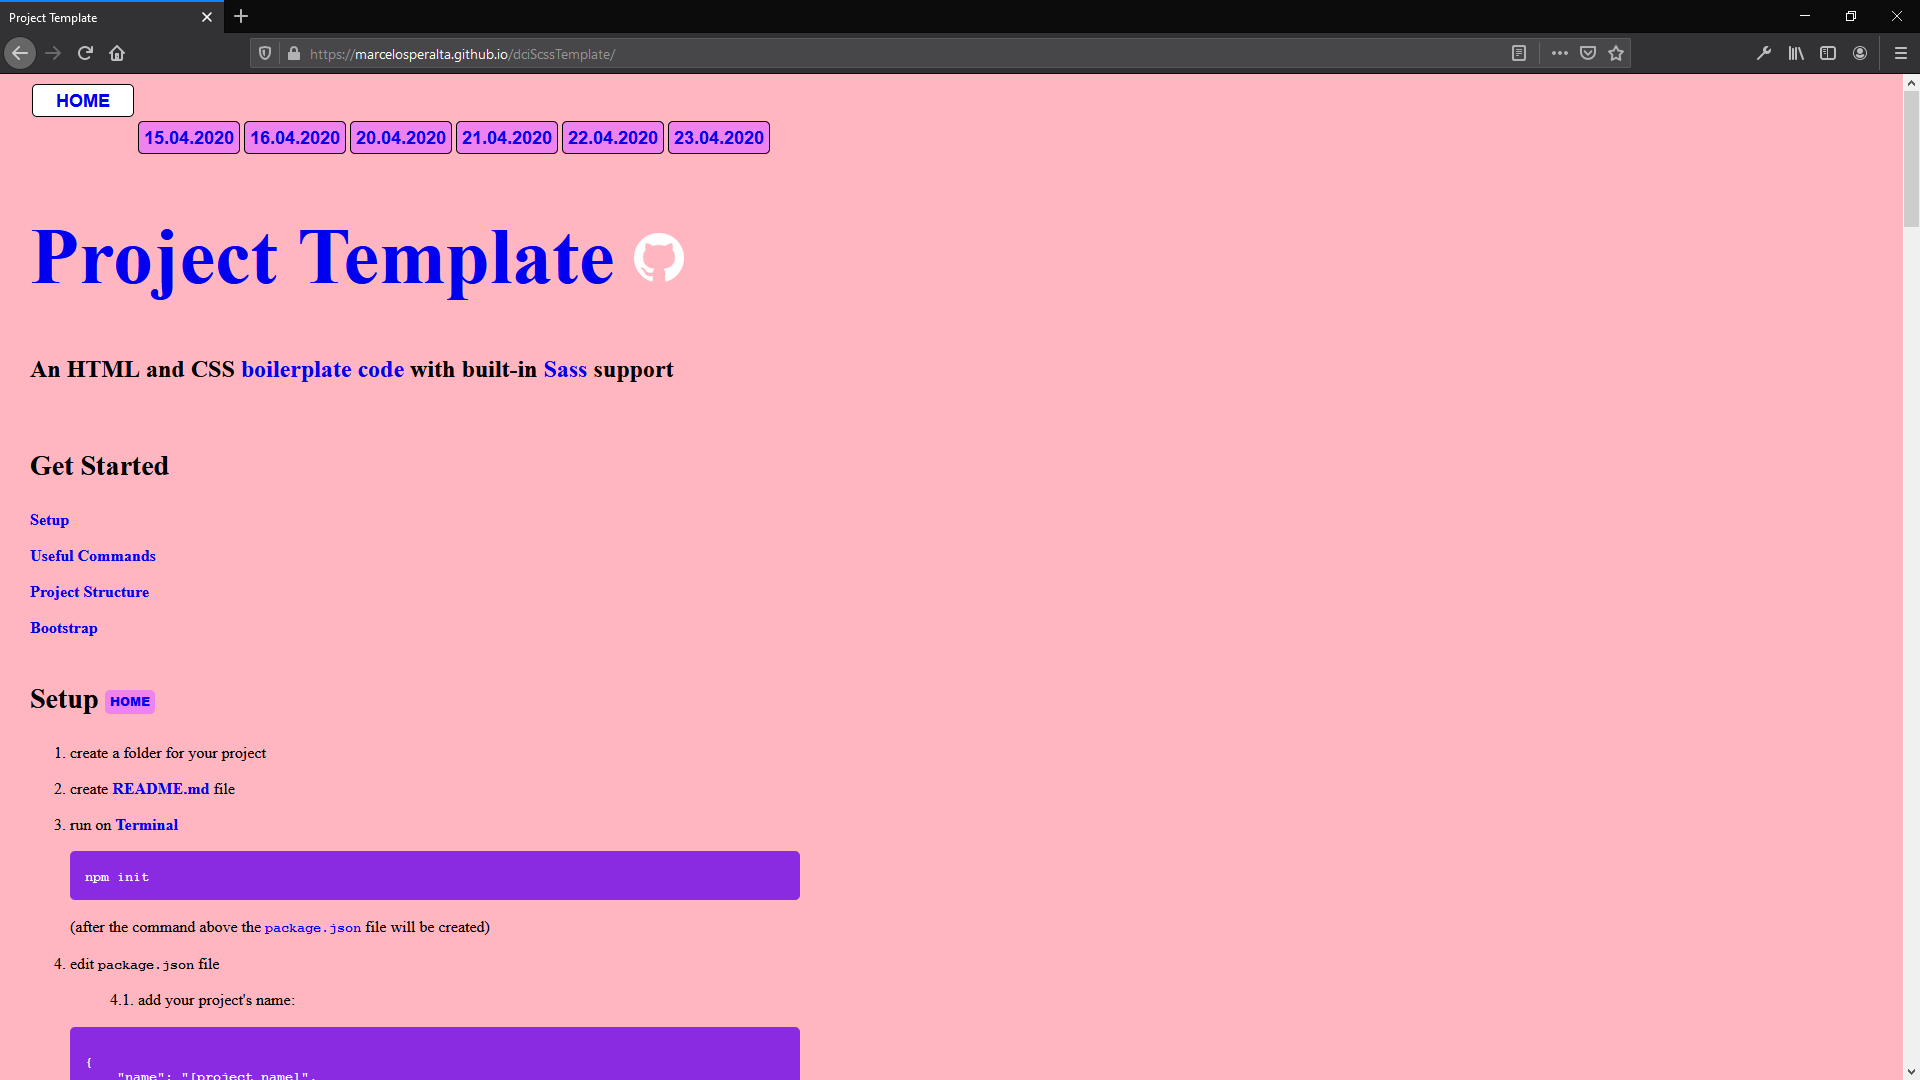 Project Template
https://marcelosperalta.github.io/dciScssTemplate/
HOME
15.04.2020 16.04.2020 20.04.2020 21.04.2020 22.04.2020 23.04.2020
Project Template
An HTML and CSS boilerplate code with built-in Sass support
Get Started
Setup
Useful Commands
Project Structure
Bootstrap
Setup HOME
1. create a folder for your project
2. create README.md file
3. run on Terminal
npm init
(after the command above the package.json file will be created)
4. edit package.json file
4.1. add your project's name:
{
"name": "[project name]",